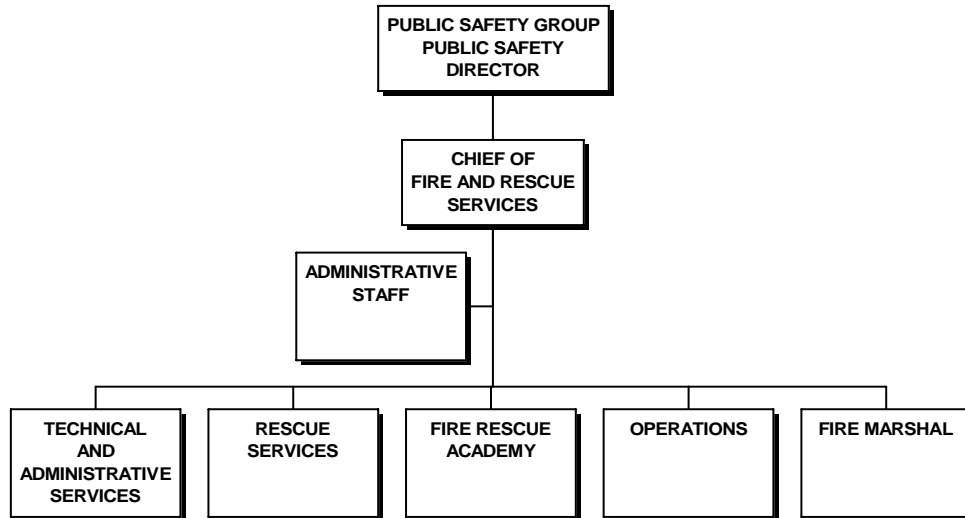 PUBLIC SAFETY GROUP
PUBLIC SAFETY
DIRECTOR
CHIEF OF
FIRE AND RESCUE
SERVICES
ADMINISTRATIVE
STAFF
TECHNICAL
AND
ADMINISTRATIVE
SERVICES
RESCUE
SERVICES
FIRE RESCUE
ACADEMY
OPERATIONS
FIRE MARSHAL